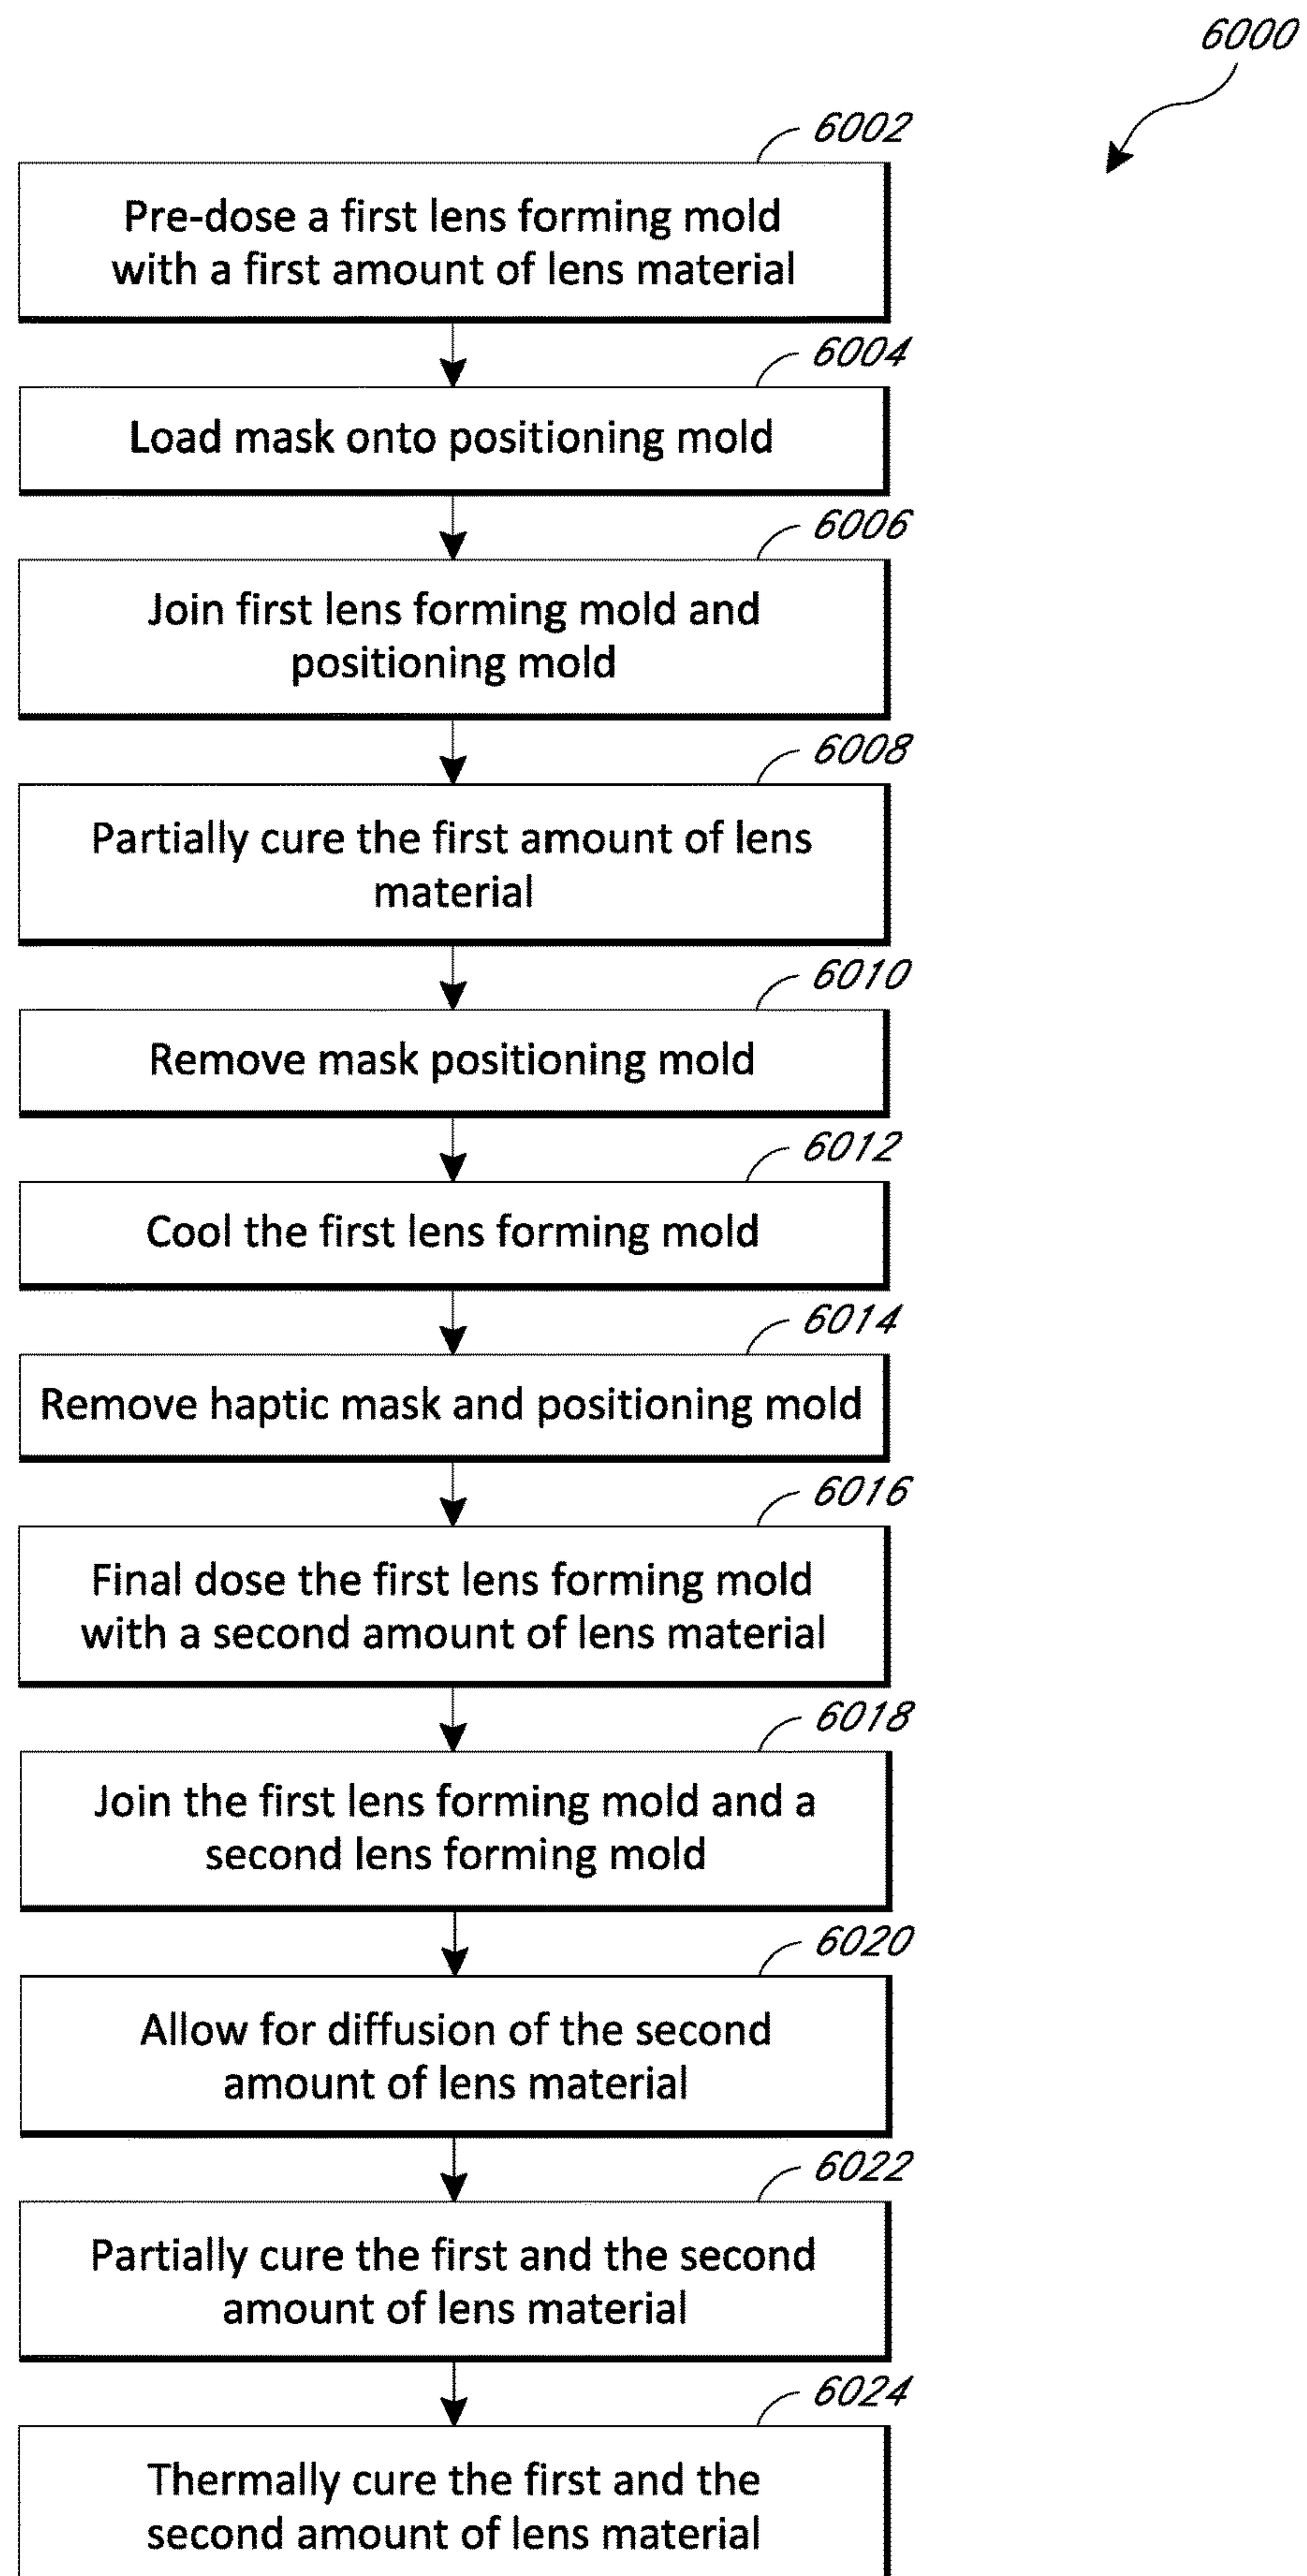 6000
6002
Pre-dose a first lens forming mold
with a first amount of lens material
6004
Load mask onto positioning mold
6006
Join first lens forming mold and
positioning mold
6008
Partially cure the first amount of lens
material
6010
Remove mask positioning mold
6012
Cool the first lens forming mold
6014
Remove haptic mask and positioning mold
6016
Final dose the first lens forming mold
with a second amount of lens material
6018
Join the first lens forming mold and a
second lens forming mold
6020
Allow for diffusion of the second
amount of lens material
6022
Partially cure the first and the second
amount of lens material
6024
Thermally cure the first and the
second amount of lens material